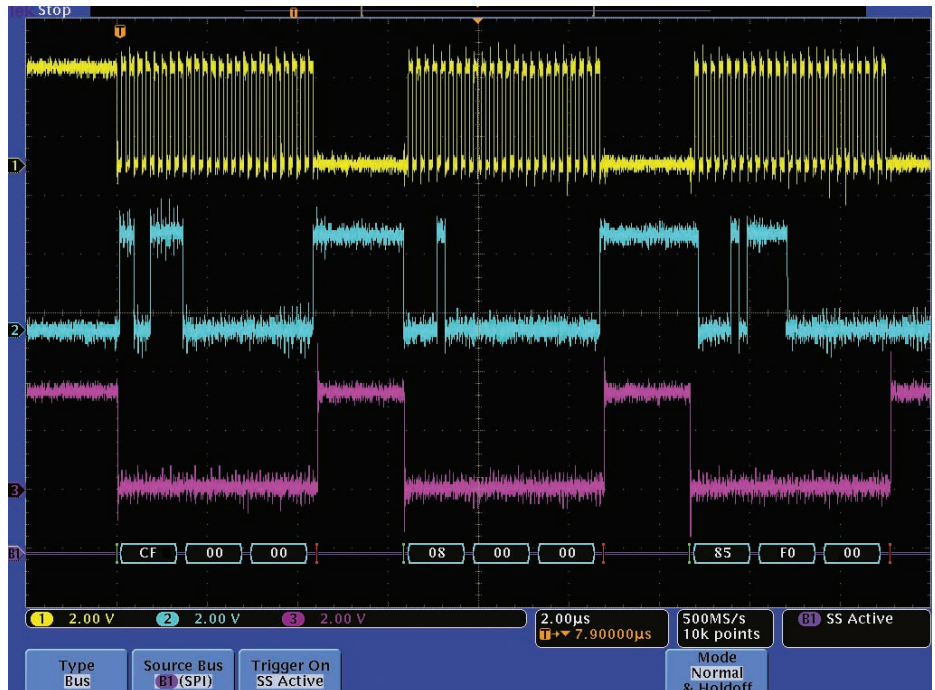 Tek Stop
T
T
1
2
3
CF 00 00 08 00 00 85 F0 00
B1
1 2.00 V 2 2.00 V 3 2.00 V
2.00µs
T→▼ 7.90000µs
500MS/s
10k points
B1 SS Active
Type
Bus
Source Bus
B1 (SPI)
Trigger On
SS Active
Mode
Normal
& Holdoff